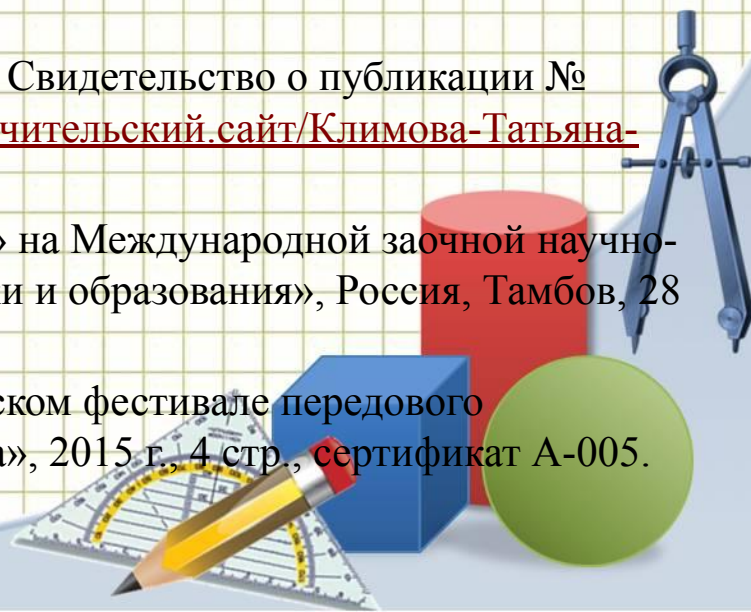 Свидетельство о публикации №
чительский.сайт/Климова-Татьяна-
» на Международной заочной научно-
ки и образования», Россия, Тамбов, 28
ском фестивале передового
а», 2015 г., 4 стр., сертификат А-005.